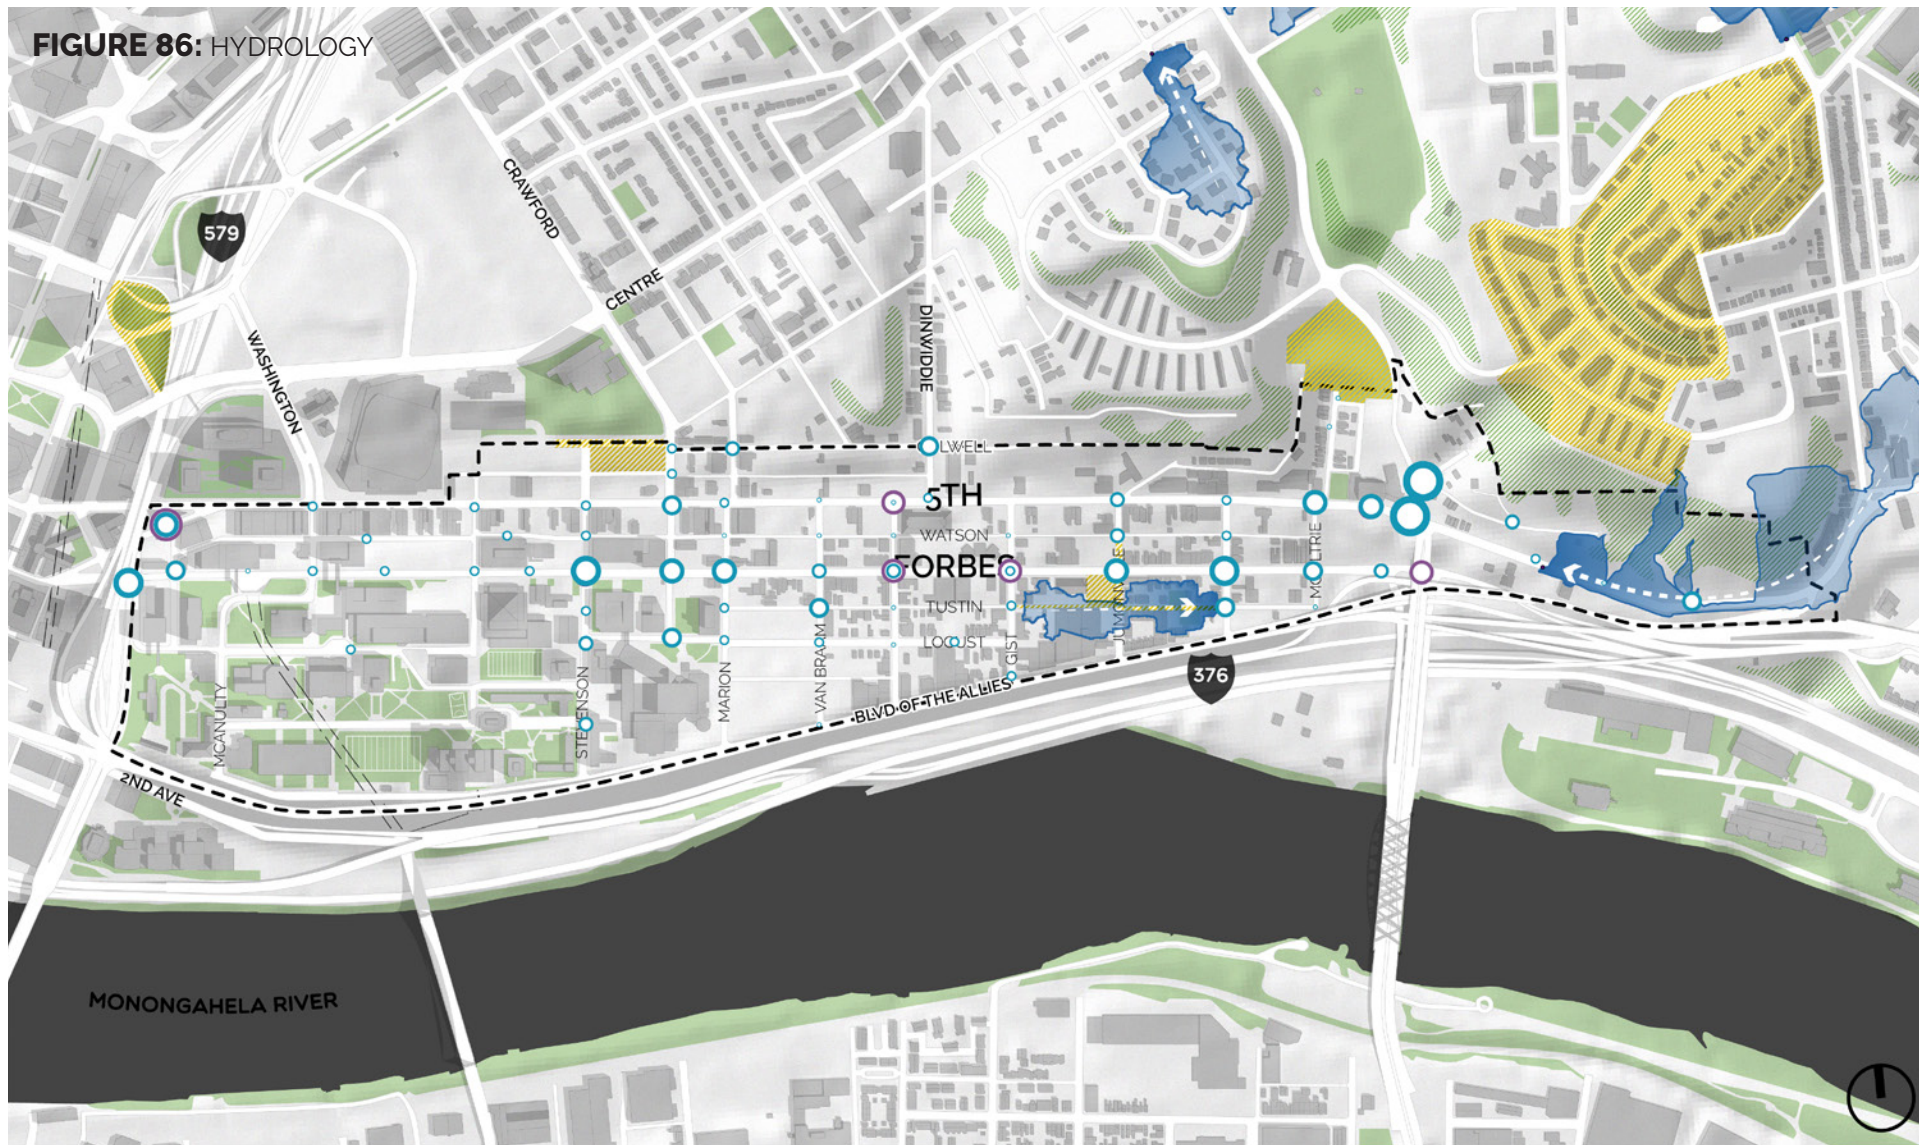 FIGURE 86: HYDROLOGY
579
CRAWFORD
CENTRE
WASHINGTON
DINWIDDIE
LWELL
5TH
WATSON
FORBES
TUSTIN
LOCUST
GIST
MCANULTY
STEVENSON
MARION
VAN BRAAM
BLVD OF THE ALLIES
376
2ND AVE
MONONGAHELA RIVER